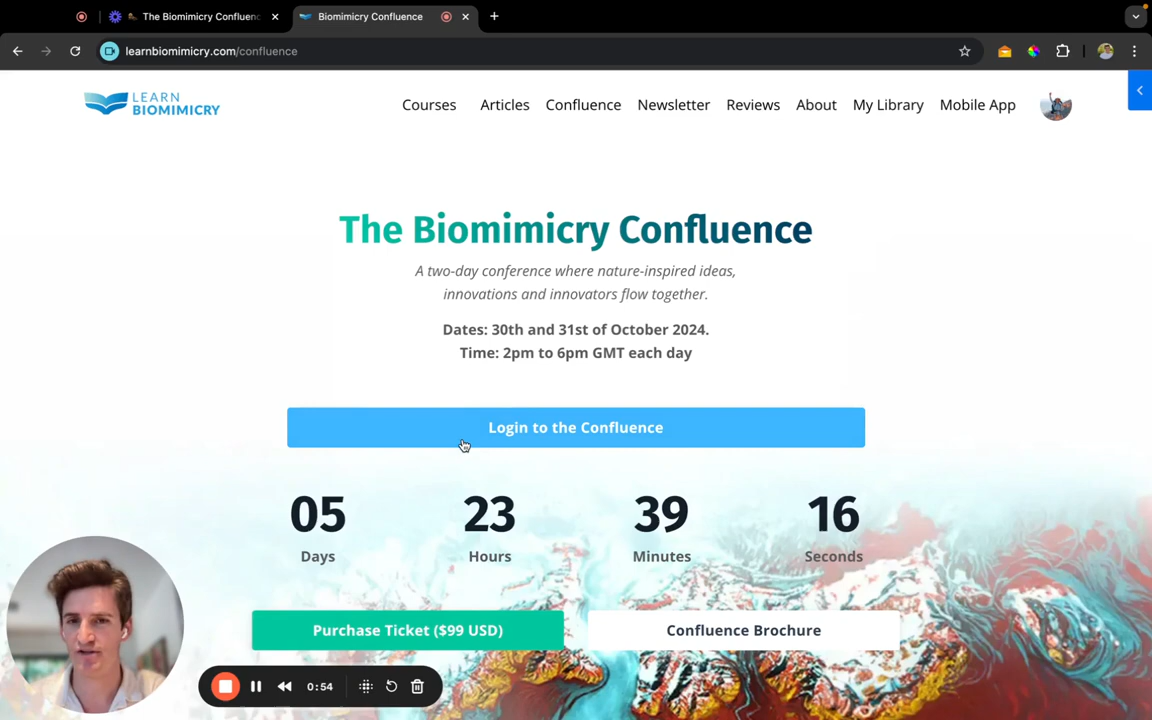 The Biomimicry Confluenc
Biomimicry Confluence
learnbiomimicry.com/confluence
LEARN
BIOMIMICRY
Courses Articles Confluence Newsletter Reviews About My Library Mobile App
The Biomimicry Confluence
A two-day conference where nature-inspired ideas,
innovations and innovators flow together.
Dates: 30th and 31st of October 2024.
Time: 2pm to 6pm GMT each day
Login to the Confluence
05 23 39 16
Days Hours Minutes Seconds
Purchase Ticket ($99 USD) Confluence Brochure
0:54